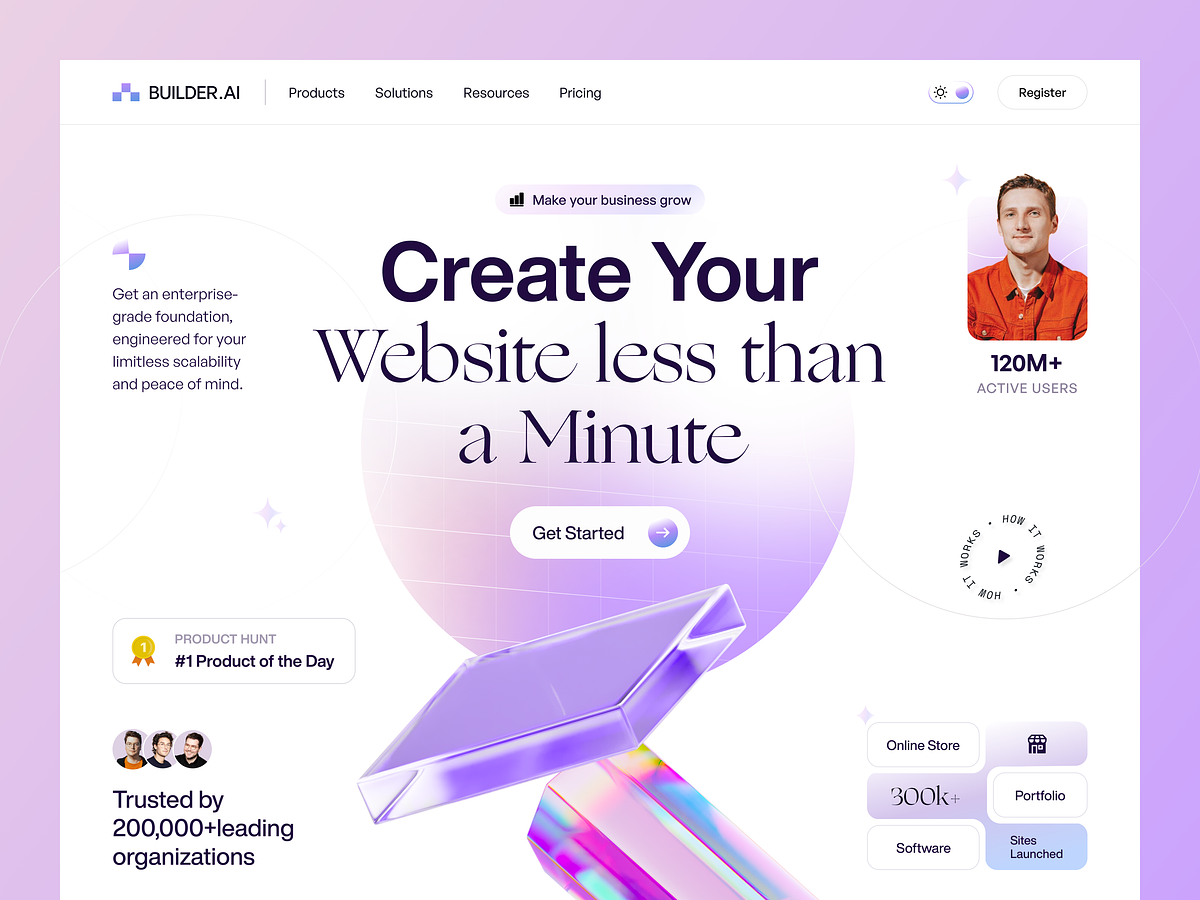 BUILDER.AI
Products
Solutions
Resources
Pricing
Register
Make your business grow
Create Your
Website less than
a Minute
Get Started
Get an enterprise-
grade foundation,
engineered for your
limitless scalability
and peace of mind.
120M+
ACTIVE USERS
HOW IT WORKS • HOW IT WORKS •
1
PRODUCT HUNT
#1 Product of the Day
Trusted by
200,000+leading
organizations
Online Store
300k+
Portfolio
Software
Sites
Launched